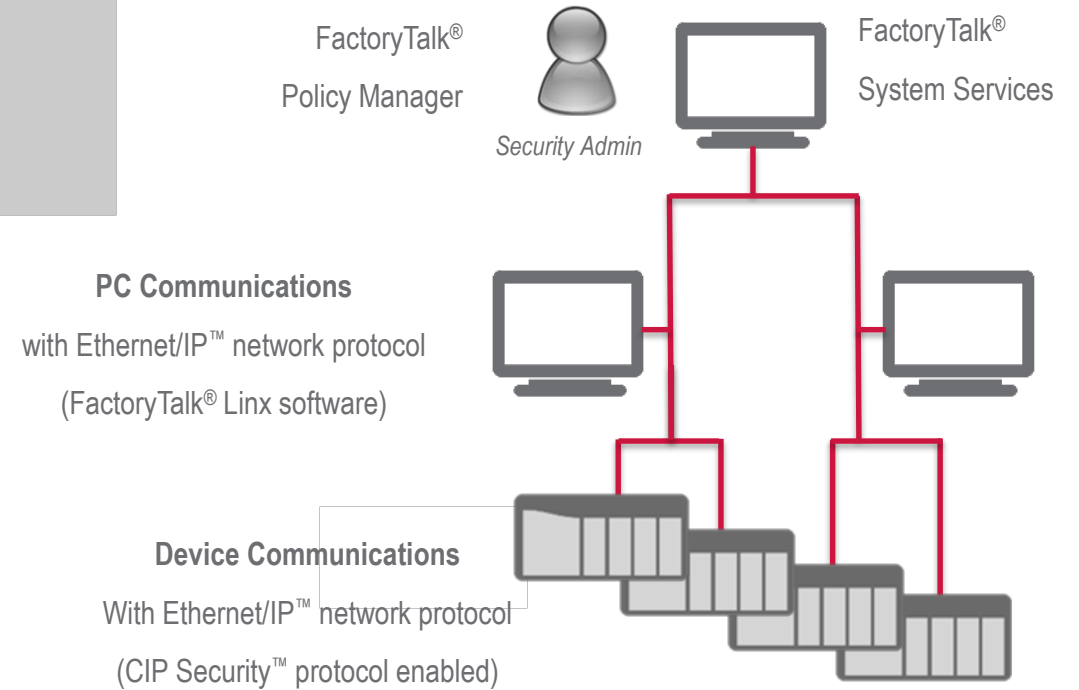 FactoryTalk®
Policy Manager
Security Admin
FactoryTalk®
System Services
PC Communications
with Ethernet/IP™ network protocol
(FactoryTalk® Linx software)
Device Communications
With Ethernet/IP™ network protocol
(CIP Security™ protocol enabled)